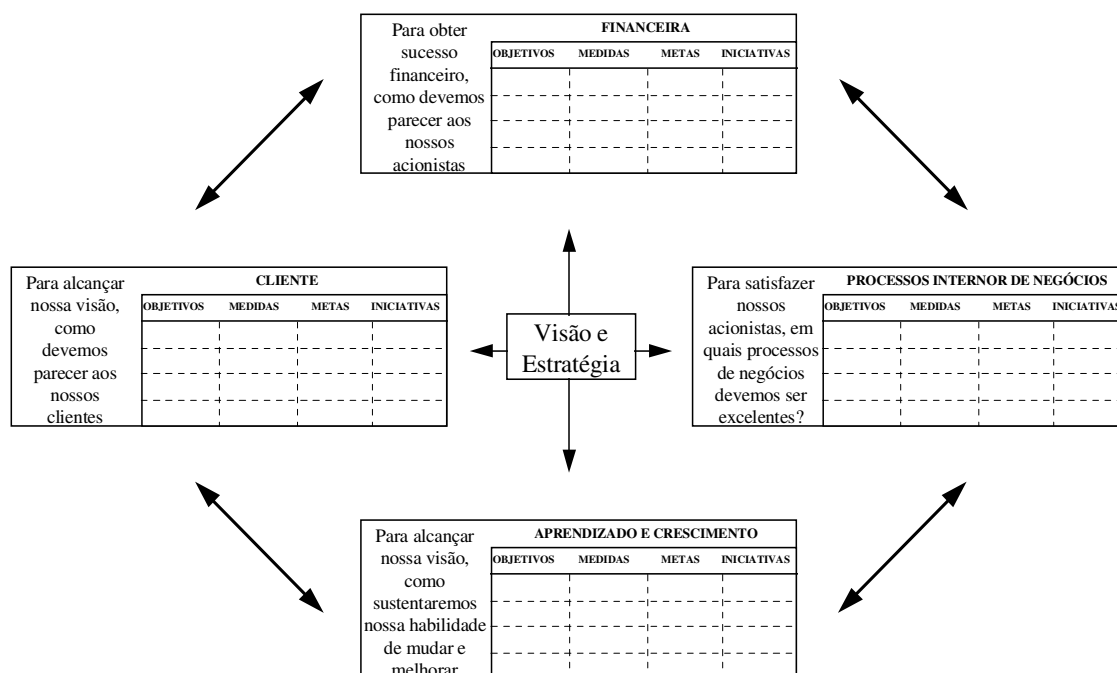 Para obter
sucesso
financeiro,
como devemos
parecer aos
nossos
acionistas
FINANCEIRA
OBJETIVOS MEDIDAS METAS INICIATIVAS
Para alcançar
nossa visão,
como
devemos
parecer aos
nossos
clientes
CLIENTE
OBJETIVOS MEDIDAS METAS INICIATIVAS
Visão e
Estratégia
Para satisfazer
nossos
acionistas, em
quais processos
de negócios
devemos ser
excelentes?
PROCESSOS INTERNOR DE NEGÓCIOS
OBJETIVOS MEDIDAS METAS INICIATIVAS
Para alcançar
nossa visão,
como
sustentaremos
nossa habilidade
de mudar e
melhorar
APRENDIZADO E CRESCIMENTO
OBJETIVOS MEDIDAS METAS INICIATIVAS